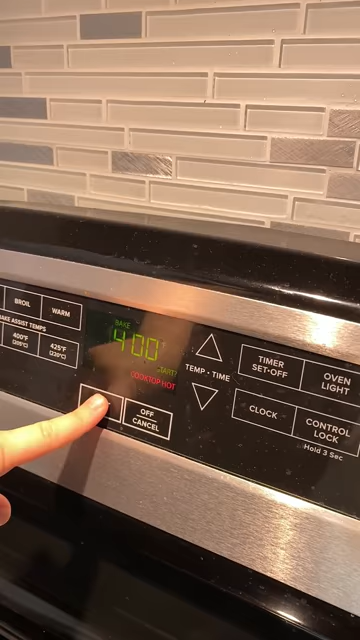 BROIL
WARM
BAKE ASSIST TEMPS
400°F
(205°C)
425°F
(220°C)
BAKE
400°
START?
COOKTOP HOT
OFF
CANCEL
TEMP • TIME
TIMER
SET•OFF
OVEN
LIGHT
CLOCK
CONTROL
LOCK
Hold 3 Sec